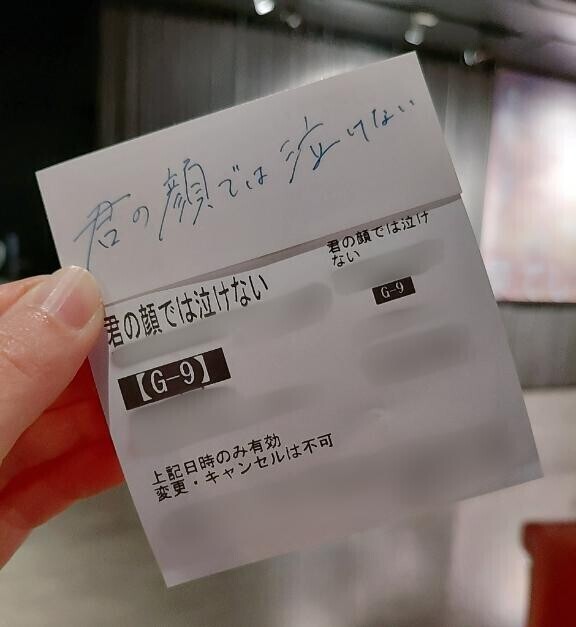 君の顔では泣けない
君の顔では泣けない
【G-9】
上記日時のみ有効
変更・キャンセルは不可
君の顔では泣け
ない
G-9